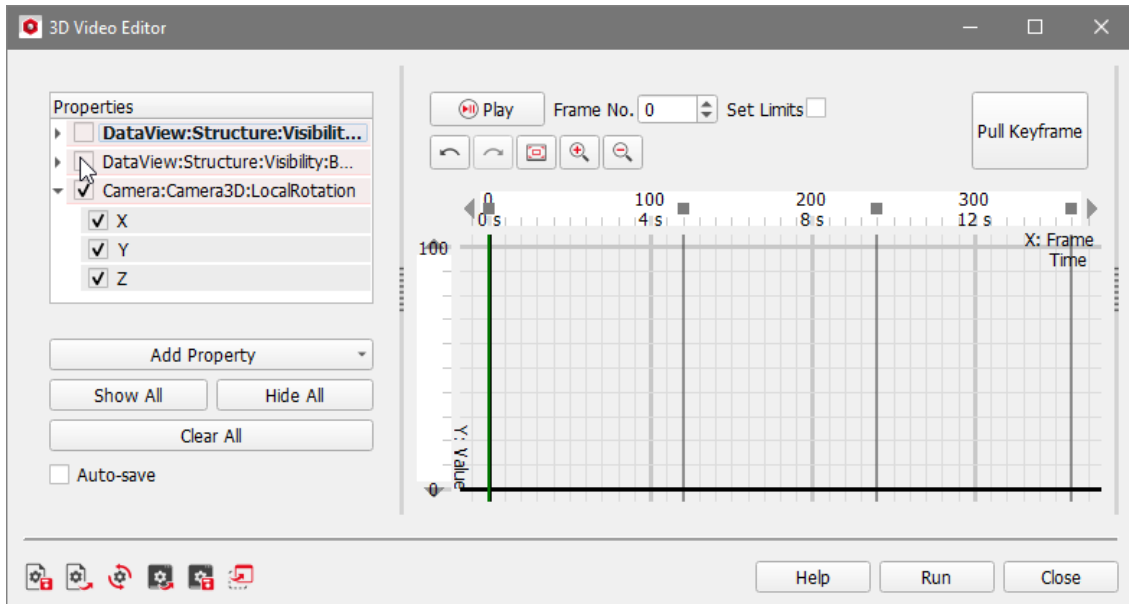 3D Video Editor
Properties
DataView:Structure:Visibilit...
DataView:Structure:Visibility:B...
Camera:Camera3D:LocalRotation
X
Y
Z
Add Property
Show All Hide All
Clear All
Auto-save
Play Frame No. 0 Set Limits
Pull Keyframe
0 100 200 300
0 s 4 s 8 s 12 s
X: Frame
Time
100
Y: Value
0
Help Run Close